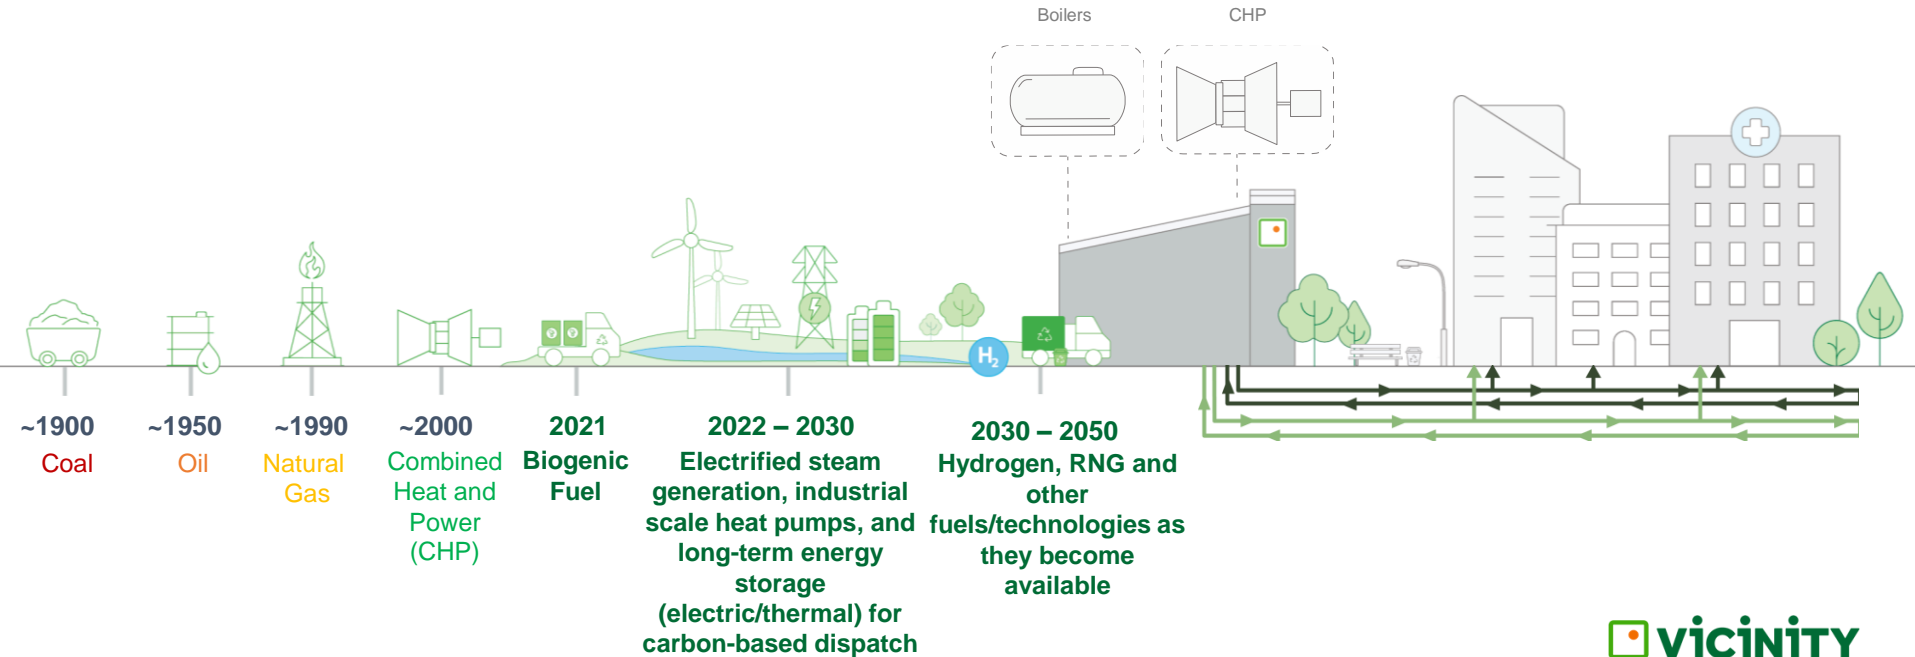 Boilers
CHP
H2
~1900
Coal
~1950
Oil
~1990
Natural
Gas
~2000
Combined
Heat and
Power
(CHP)
2021
Biogenic
Fuel
2022 – 2030
Electrified steam
generation, industrial
scale heat pumps, and
long-term energy
storage
(electric/thermal) for
carbon-based dispatch
2030 – 2050
Hydrogen, RNG and
other
fuels/technologies as
they become
available
ViCiNiTY